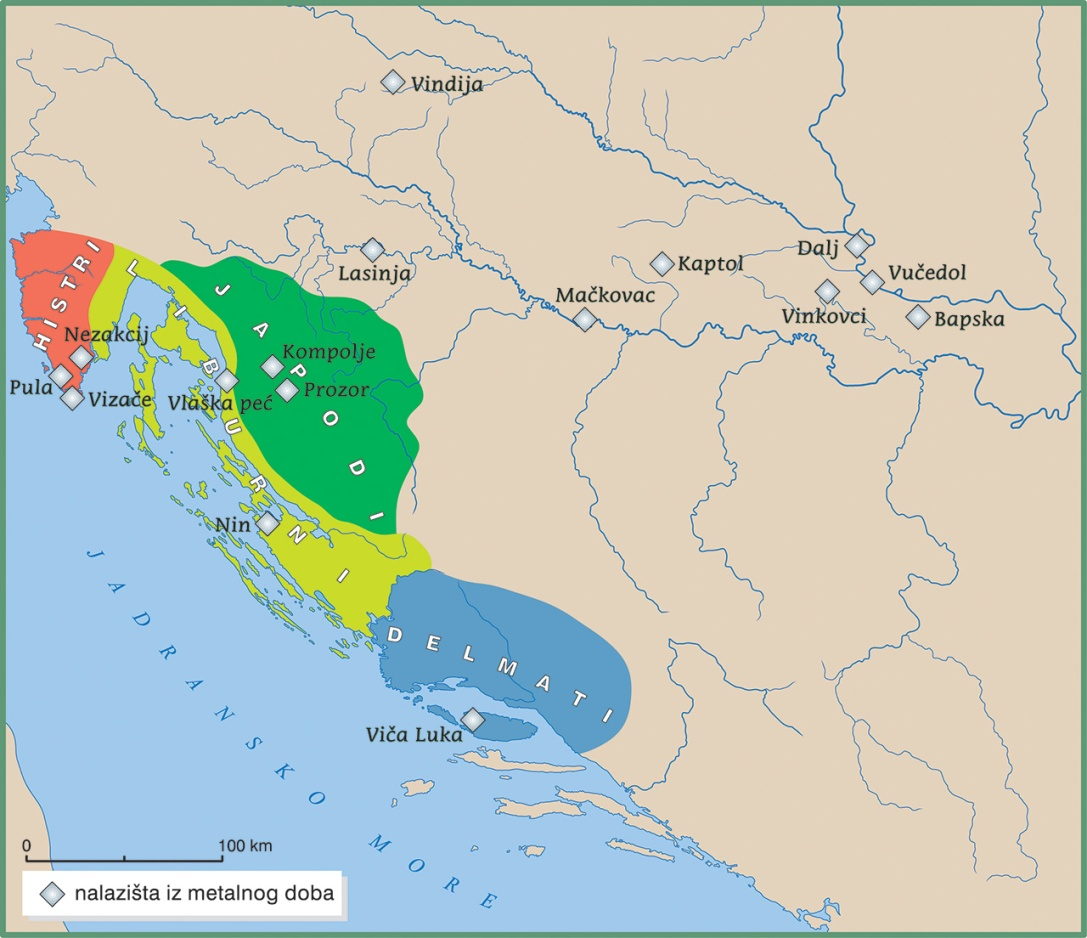 Vindija
Dalj
Kaptol
Vučedol
Lasinja
Mačkovac
Vinkovci
Bapska
HISTRI
LIBURNI
JAPODI
Nezakcij
Kompolje
Pula
Vizače
Vlaška peć
Prozor
Nin
DELMATI
Viča Luka
JADRANSKO MORE
0
100 km
nalazišta iz metalnog doba